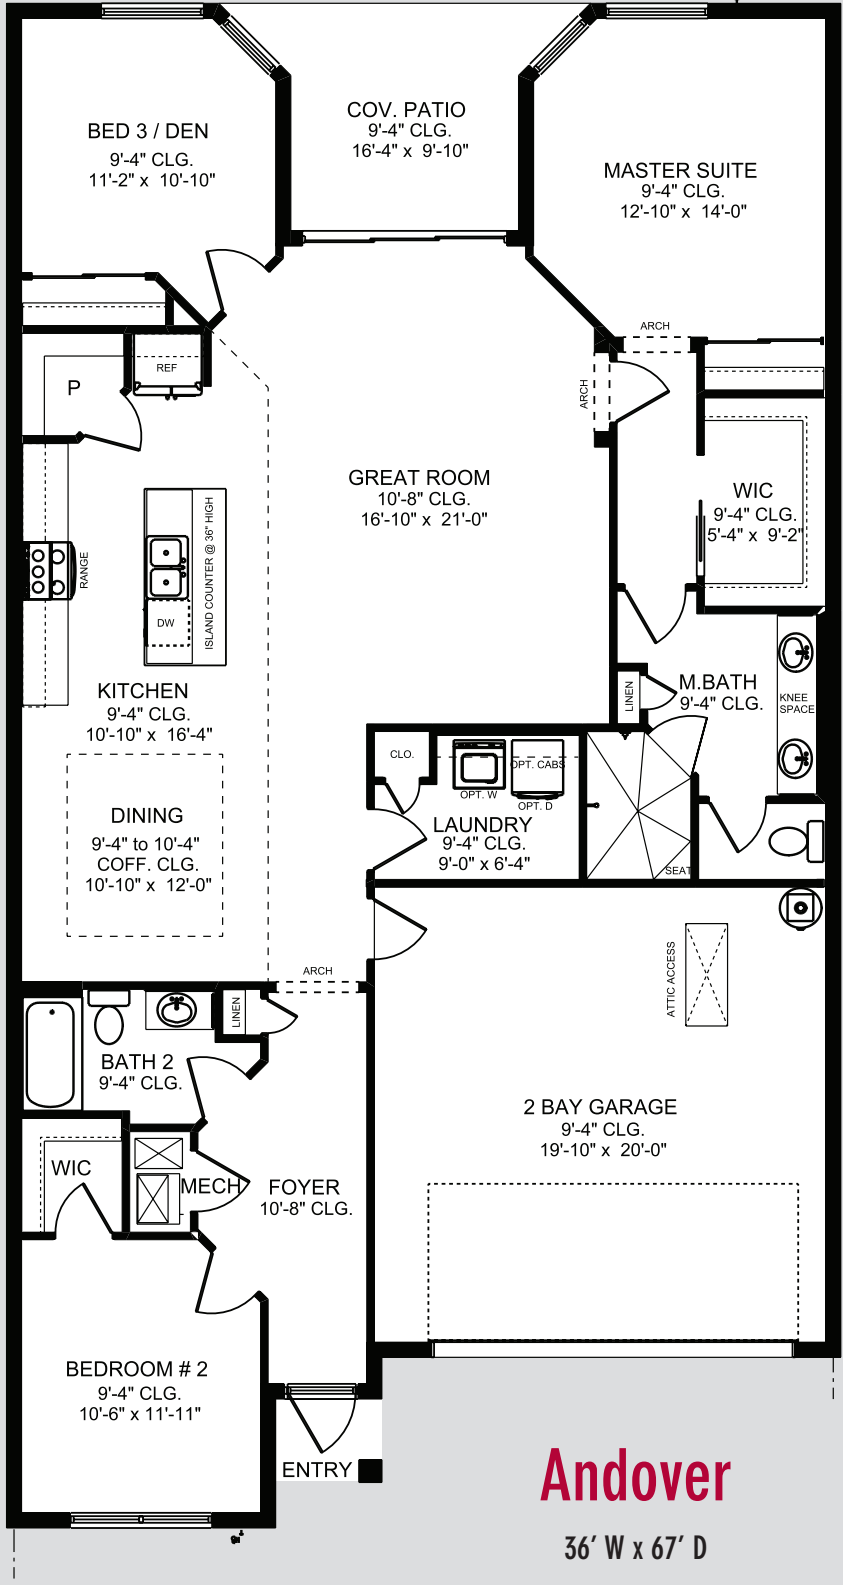 BED 3 / DEN
9'-4" CLG.
11'-2" x 10'-10"
COV. PATIO
9'-4" CLG.
16'-4" x 9'-10"
MASTER SUITE
9'-4" CLG.
12'-10" x 14'-0"
ARCH
REF
P
ARCH
GREAT ROOM
10'-8" CLG.
16'-10" x 21'-0"
WIC
9'-4" CLG.
5'-4" x 9'-2"
RANGE
ISLAND COUNTER @ 36" HIGH
DW
KITCHEN
9'-4" CLG.
10'-10" x 16'-4"
LINEN
M.BATH
9'-4" CLG.
KNEE
SPACE
CLO.
OPT. W
OPT. CABS
OPT. D
LAUNDRY
9'-4" CLG.
9'-0" x 6'-4"
SEAT
DINING
9'-4" to 10'-4"
COFF. CLG.
10'-10" x 12'-0"
ARCH
ATTIC ACCESS
LINEN
BATH 2
9'-4" CLG.
2 BAY GARAGE
9'-4" CLG.
19'-10" x 20'-0"
WIC
MECH
FOYER
10'-8" CLG.
BEDROOM # 2
9'-4" CLG.
10'-6" x 11'-11"
ENTRY
Andover
36' W x 67' D